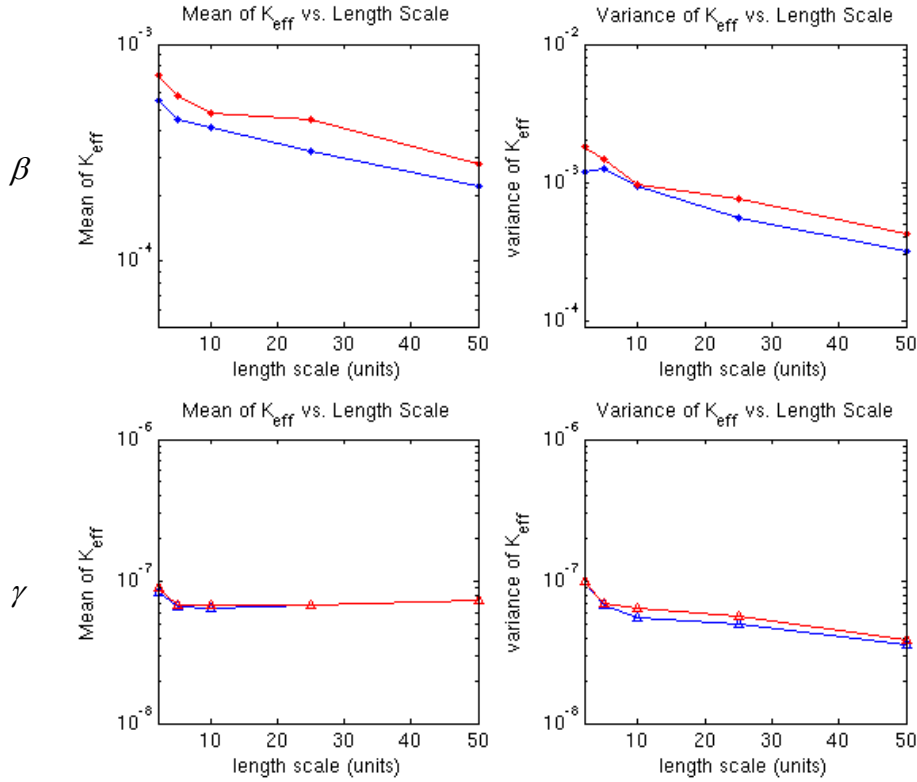 Mean of K_eff vs. Length Scale
Variance of K_eff vs. Length Scale
β
Mean of K_eff
10^-3
10^-4
10 20 30 40 50
length scale (units)
variance of K_eff
10^-2
10^-3
10^-4
10 20 30 40 50
length scale (units)
Mean of K_eff vs. Length Scale
Variance of K_eff vs. Length Scale
γ
Mean of K_eff
10^-6
10^-7
10^-8
10 20 30 40 50
length scale (units)
variance of K_eff
10^-6
10^-7
10^-8
10 20 30 40 50
length scale (units)